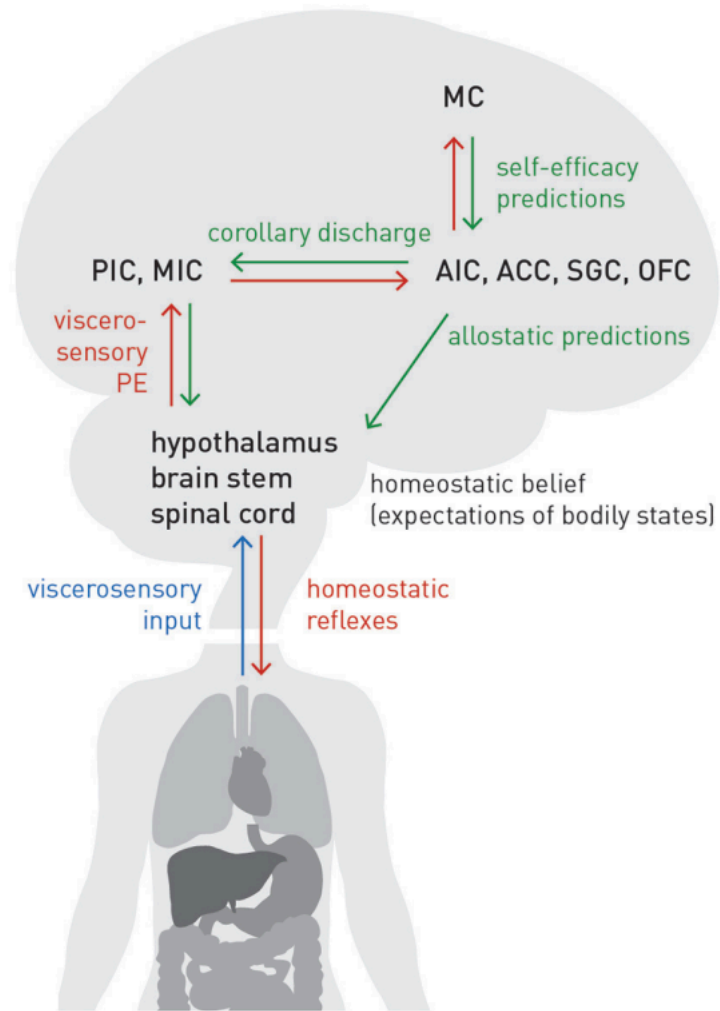 MC
self-efficacy
predictions
corollary discharge
PIC, MIC
AIC, ACC, SGC, OFC
viscero-
sensory
PE
allostatic predictions
hypothalamus
brain stem
spinal cord
homeostatic belief
(expectations of bodily states)
viscerosensory
input
homeostatic
reflexes